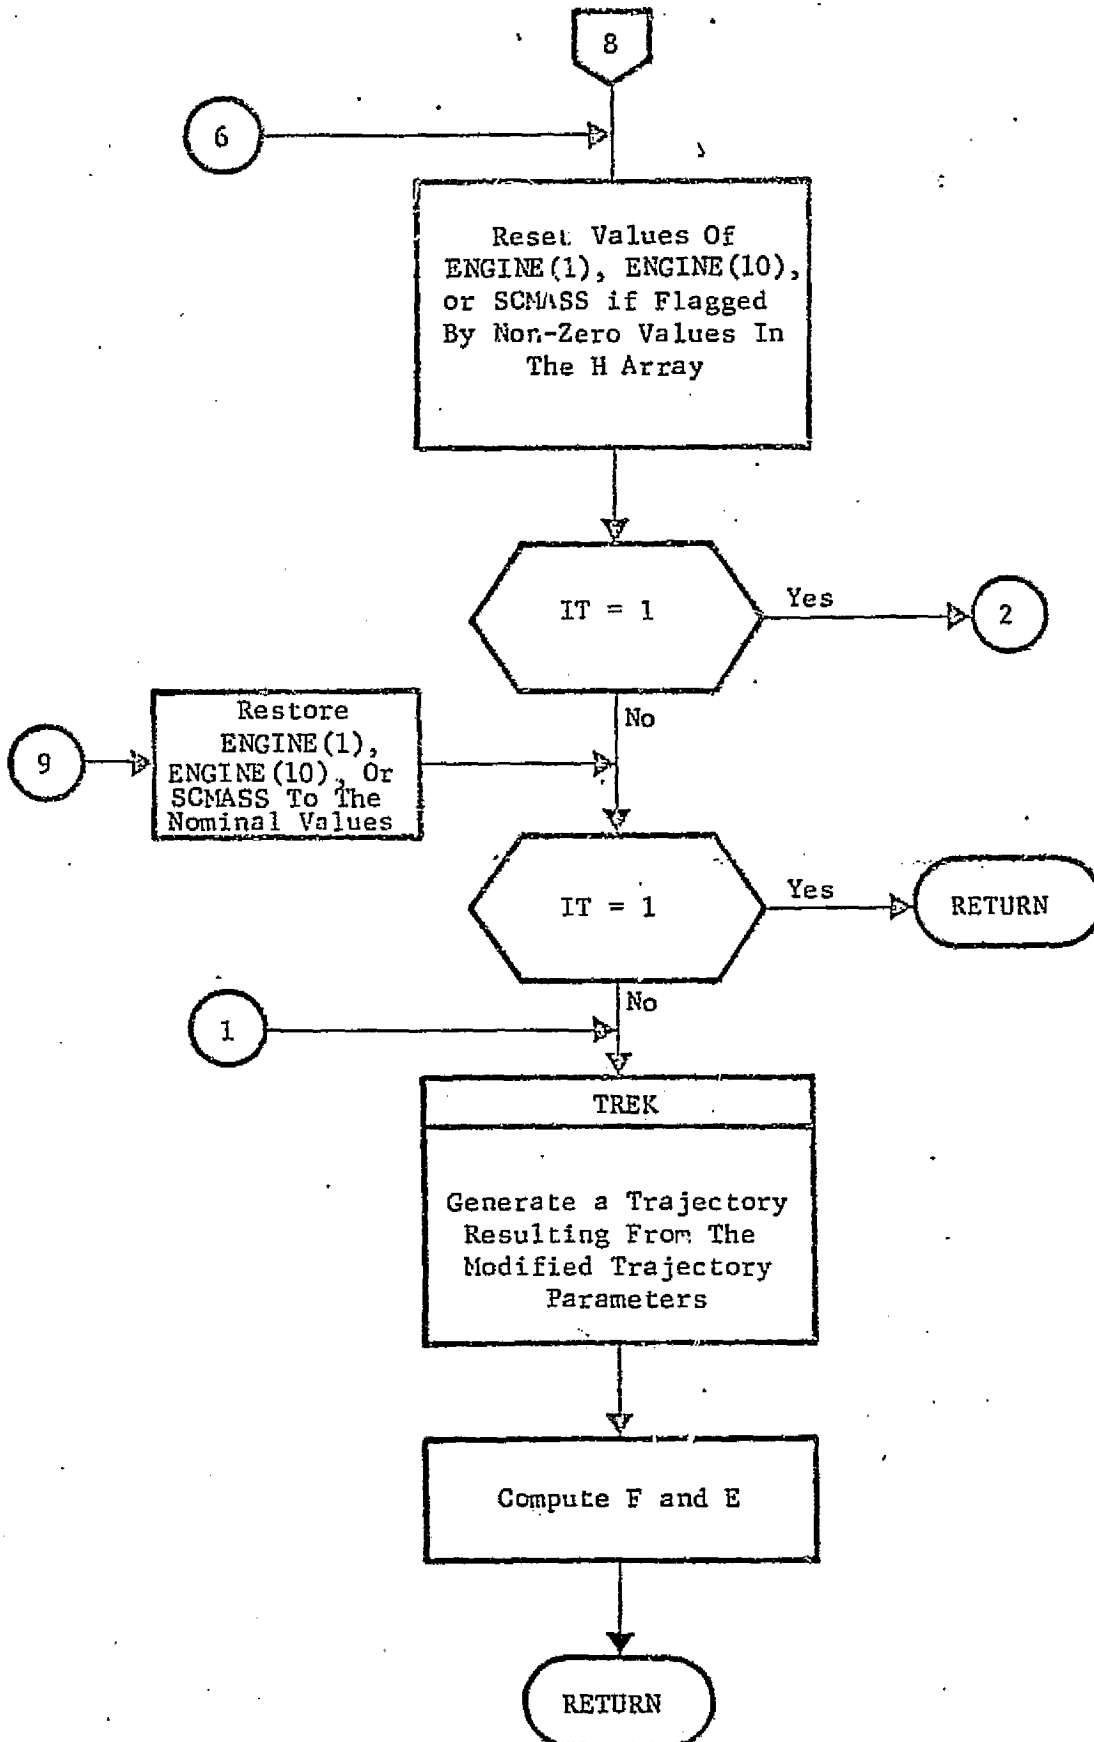 8
6
Reset Values Of
ENGINE(1), ENGINE(10),
or SCMASS if Flagged
By Non-Zero Values In
The H Array
IT = 1
Yes
2
No
9
Restore
ENGINE(1),
ENGINE(10), Or
SCMASS To The
Nominal Values
IT = 1
Yes
RETURN
No
1
TREK
Generate a Trajectory
Resulting From The
Modified Trajectory
Parameters
Compute F and E
RETURN